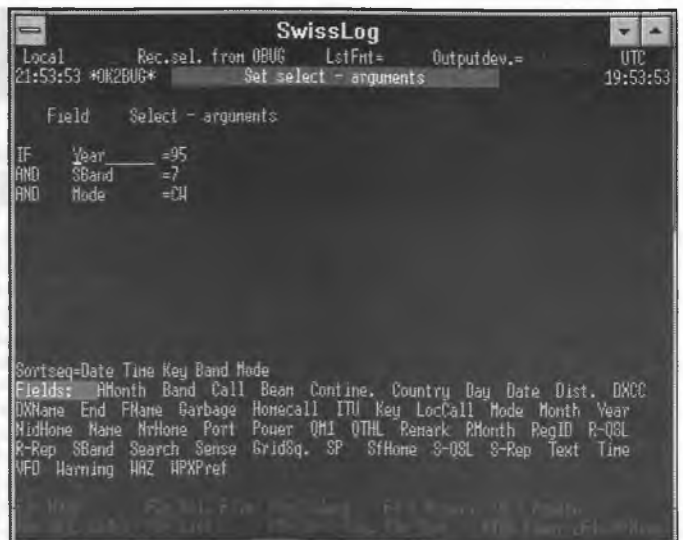 SwissLog
Local Rec.sel. from OBUG LstFmt= Outputdev.= UTC
21:53:53 *OK2BUG* Set select - arguments 19:53:53
Field Select - arguments
IF Year______ =95
AND SBand =7
AND Mode =CW
Sortseq=Date Time Key Band Mode
Fields: AMonth Band Call Beam Contine. Country Day Date Dist. DXCC
DXName End FName Garbage Homecall ITU Key LocCall Mode Month Year
MidHome Name NrHome Port Power QM1 QTHL Remark RMonth RegID R-QSL
R-Rep SBand Search Sense GridSq. SP SfHome S-QSL S-Rep Text Time
VFO Warning WAZ WPXPref